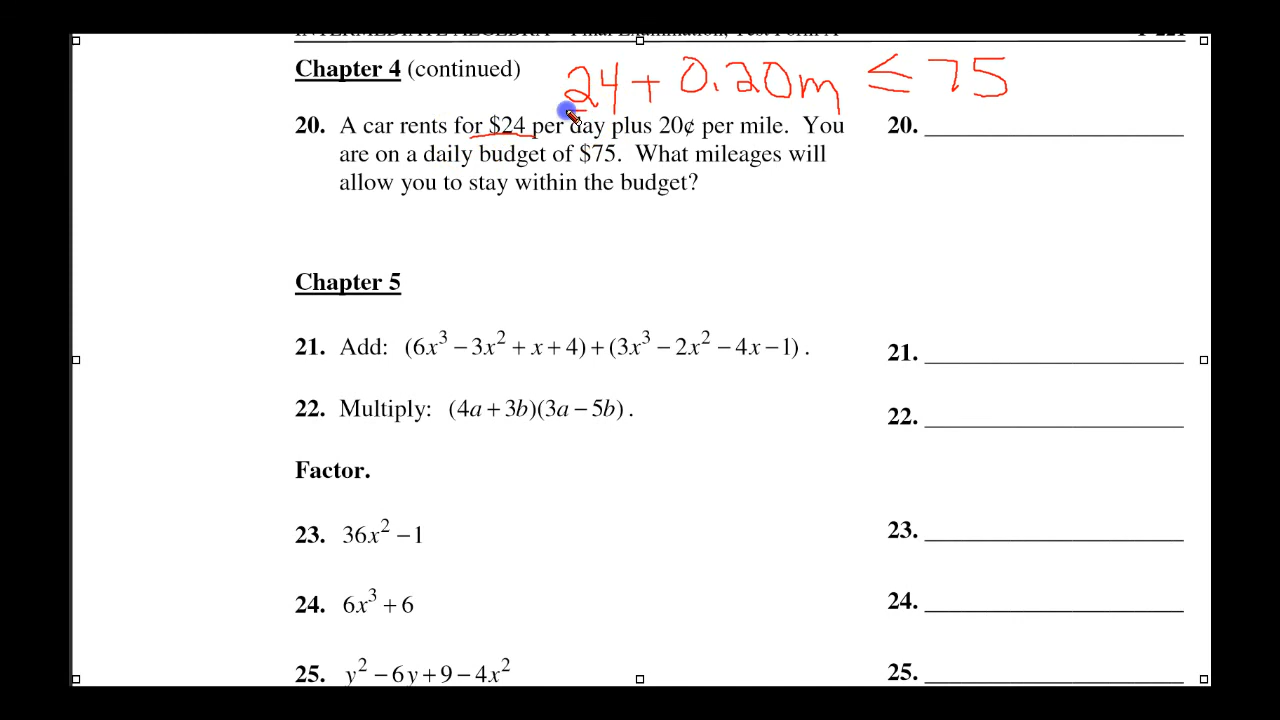 Chapter 4 (continued)
24 + 0.20m ≤ 75
20. A car rents for $24 per day plus 20¢ per mile. You
are on a daily budget of $75. What mileages will
allow you to stay within the budget?
20.
Chapter 5
21. Add: (6x³ − 3x² + x + 4) + (3x³ − 2x² − 4x − 1) .
21.
22. Multiply: (4a + 3b)(3a − 5b) .
22.
Factor.
23. 36x² − 1
23.
24. 6x³ + 6
24.
25. y² − 6y + 9 − 4x²
25.